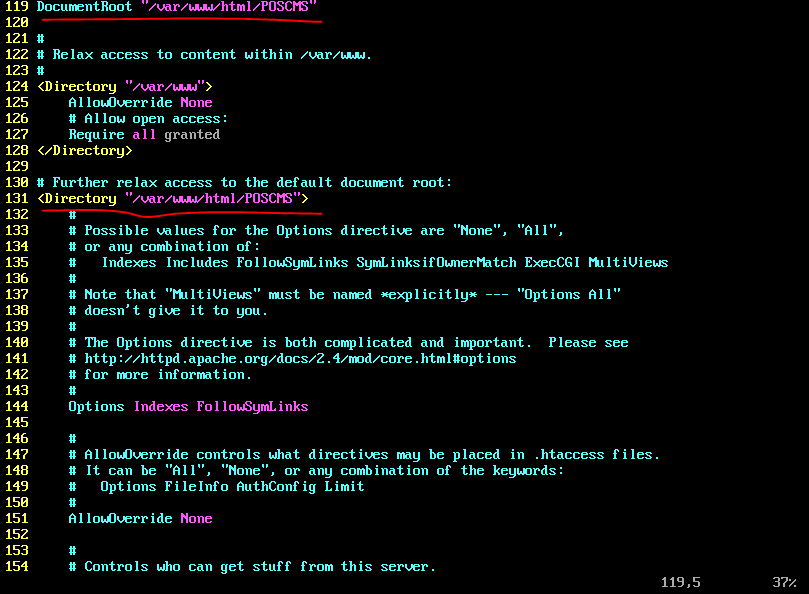 119 DocumentRoot "/var/www/html/POSCMS"
120
121 #
122 # Relax access to content within /var/www.
123 #
124 <Directory "/var/www">
125     AllowOverride None
126     # Allow open access:
127     Require all granted
128 </Directory>
129
130 # Further relax access to the default document root:
131 <Directory "/var/www/html/POSCMS">
132     #
133     # Possible values for the Options directive are "None", "All",
134     # or any combination of:
135     #   Indexes Includes FollowSymLinks SymLinksifOwnerMatch ExecCGI MultiViews
136     #
137     # Note that "MultiViews" must be named *explicitly* --- "Options All"
138     # doesn't give it to you.
139     #
140     # The Options directive is both complicated and important.  Please see
141     # http://httpd.apache.org/docs/2.4/mod/core.html#options
142     # for more information.
143     #
144     Options Indexes FollowSymLinks
145
146     #
147     # AllowOverride controls what directives may be placed in .htaccess files.
148     # It can be "All", "None", or any combination of the keywords:
149     #   Options FileInfo AuthConfig Limit
150     #
151     AllowOverride None
152
153     #
154     # Controls who can get stuff from this server.
119,5 37%